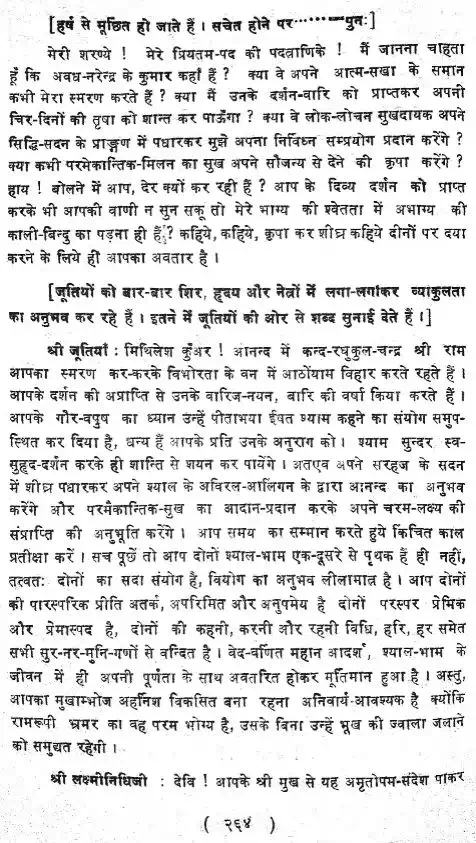 [हर्ष से मूछित हो जाते हैं । सचेत होने पर·········पुनः]
मेरी शरण्ये ! मेरे प्रियतम-पद की पदत्राणिके ! मैं जानना चाहता
हूँ कि अवध-नरेन्द्र के कुमार कहाँ हैं ? क्या वे अपने आत्म-सखा के समान
कभी मेरा स्मरण करते हैं ? क्या मैं उनके दर्शन-वारि को प्राप्तकर अपनी
चिर-दिनों की तृषा को शान्त कर पाऊँगा ? क्या वे लोक-लोचन सुखदायक अपने
सिद्धि-सदन के प्राङ्गण में पधारकर मुझे अपना निर्विघ्न सम्प्रयोग प्रदान करेंगे ?
क्या कभी परमैकान्तिक-मिलन का सुख अपने सौजन्य से देने की कृपा करेंगे ?
हाय ! बोलने में आप, देर क्यों कर रही हैं ? आप के दिव्य दर्शन को प्राप्त
करके भी आपकी वाणी न सुन सकूँ तो मेरे भाग्य की श्वेतता में अभाग्य की
काली-बिन्दु का पड़ना ही है ? कहिये, कहिये, कृपा कर शीघ्र कहिये दीनों पर दया
करने के लिये ही आपका अवतार है ।
[जूतियों को बार-बार शिर, हृदय और नेत्रों में लगा-लगांकर व्याकुलता
का अनुभव कर रहे हैं । इतने में जूतियों की ओर से शब्द सुनाई देते हैं ।]
श्री जूतियाँ : मिथिलेश कुँअर ! आनन्द में कन्द-रघुकुल-चन्द्र श्री राम
आपका स्मरण कर-करके विभोरता के वन में आठोंयाम विहार करते रहते हैं ।
आपके दर्शन की अप्राप्ति से उनके वारिज-नयन, बारि की वर्षा किया करते हैं ।
आपके गौर-वपुष का ध्यान उन्हें पीताभया ईषत श्याम कहने का संयोग समुप-
स्थित कर दिया है, धन्य हैं आपके प्रति उनके अनुराग को । श्याम सुन्दर स्व-
सुहृद-दर्शन करके ही शान्ति से शयन कर पायेंगे । अतएव अपने सरहज के सदन
में शीघ्र पधारकर अपने श्याल के अविरल-आलिंगन के द्वारा आनन्द का अनुभव
करेंगे और परमैकान्तिक-सुख का आदान-प्रदान करके अपने चरम-लक्ष्य की
संप्राप्ति की अनुभूति करेंगे । आप समय का सम्मान करते हुये किंचित काल
प्रतीक्षा करें । सच पूछें तो आप दोनों श्याल-भाम एक-दूसरे से पृथक हैं ही नहीं,
तत्वतः दोनों का सदा संयोग है, वियोग का अनुभव लीलामात्र है । आप दोनों
की पारस्परिक प्रीति अतर्क, अपरिमित और अनुपमेय है दोनों परस्पर प्रेमिक
और प्रेमास्पद है, दोनों की कहनी, करनी और रहनी विधि, हरि, हर समेत
सभी सुर-नर-मुनि-गणों से वन्दित है । वेद-वर्णित महान आदर्श, श्याल-भाम के
जीवन में ही अपनी पूर्णता के साथ अवतरित होकर मूर्तिमान हुआ है । अस्तु,
आपका मुखाम्भोज अहर्निश विकसित बना रहना अनिवार्य-आवश्यक है क्योंकि
रामरूपी भ्रमर का वह परम भोग्य है, उसके बिना उन्हें भूख की ज्वाला जलाने
को समुद्यत रहेगी ।
श्री लक्ष्मीनिधिजी : देवि ! आपके श्री मुख से यह अमृतोपम-संदेश पाकर
( २६४ )